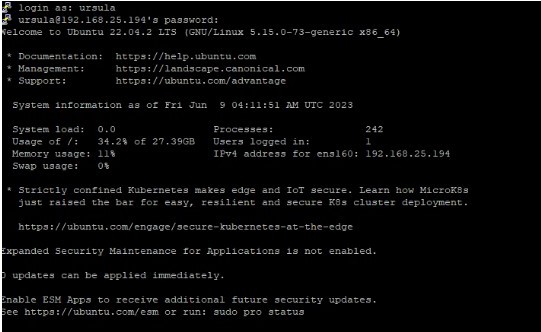 login as: ursula
ursula@192.168.25.194's password:
Welcome to Ubuntu 22.04.2 LTS (GNU/Linux 5.15.0-73-generic x86_64)
* Documentation: https://help.ubuntu.com
* Management: https://landscape.canonical.com
* Support: https://ubuntu.com/advantage
System information as of Fri Jun 9 04:11:51 AM UTC 2023
System load: 0.0 Processes: 242
Usage of /: 34.2% of 27.39GB Users logged in: 1
Memory usage: 11% IPv4 address for ens160: 192.168.25.194
Swap usage: 0%
* Strictly confined Kubernetes makes edge and IoT secure. Learn how MicroK8s
just raised the bar for easy, resilient and secure K8s cluster deployment.
https://ubuntu.com/engage/secure-kubernetes-at-the-edge
Expanded Security Maintenance for Applications is not enabled.
0 updates can be applied immediately.
Enable ESM Apps to receive additional future security updates.
See https://ubuntu.com/esm or run: sudo pro status